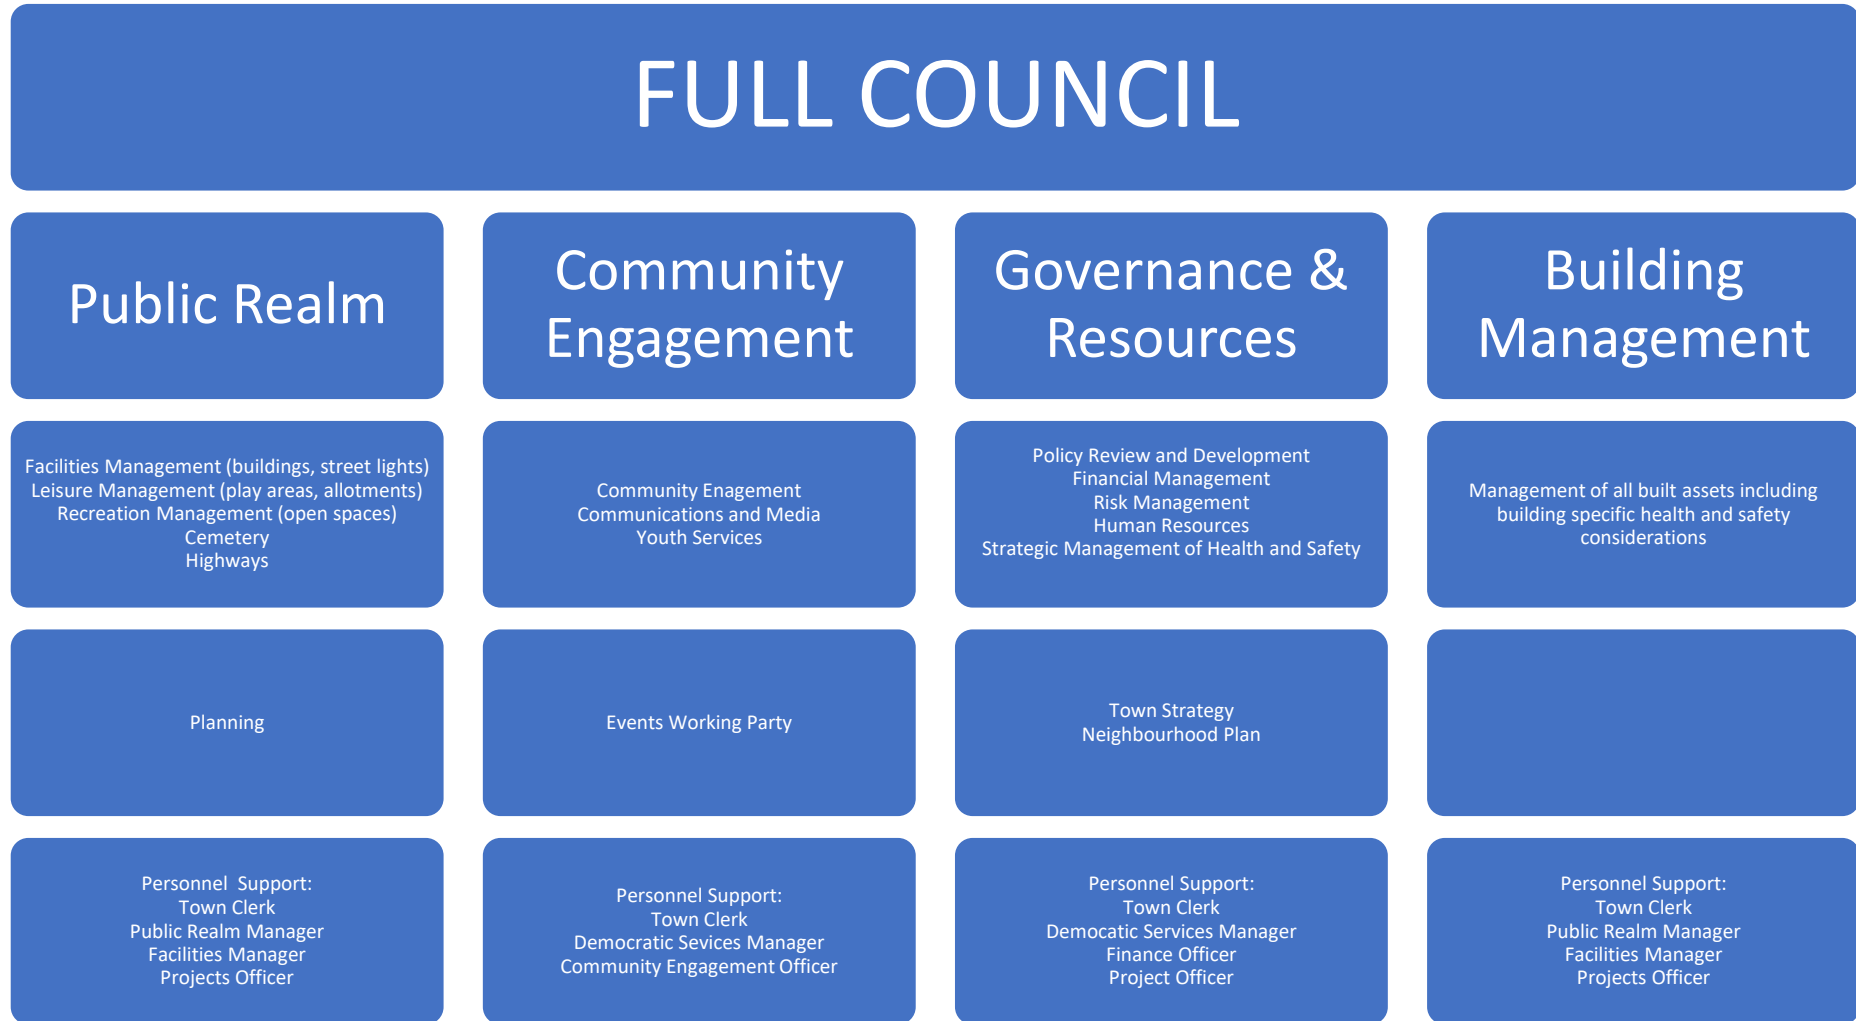 FULL COUNCIL
Public Realm
Community
Engagement
Governance &
Resources
Building
Management
Facilities Management (buildings, street lights)
Leisure Management (play areas, allotments)
Recreation Management (open spaces)
Cemetery
Highways
Community Enagement
Communications and Media
Youth Services
Policy Review and Development
Financial Management
Risk Management
Human Resources
Strategic Management of Health and Safety
Management of all built assets including
building specific health and safety
considerations
Planning
Events Working Party
Town Strategy
Neighbourhood Plan
Personnel  Support:
Town Clerk
Public Realm Manager
Facilities Manager
Projects Officer
Personnel Support:
Town Clerk
Democratic Sevices Manager
Community Engagement Officer
Personnel Support:
Town Clerk
Democatic Services Manager
Finance Officer
Project Officer
Personnel Support:
Town Clerk
Public Realm Manager
Facilities Manager
Projects Officer